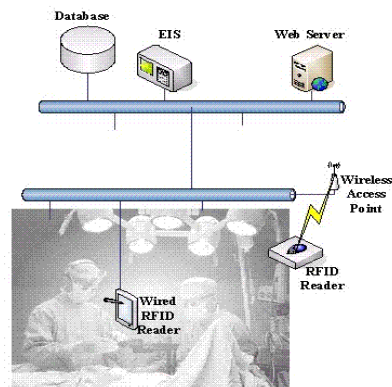 Database
EIS
Web Server
Wireless
Access
Point
RFID
Reader
Wired
RFID
Reader